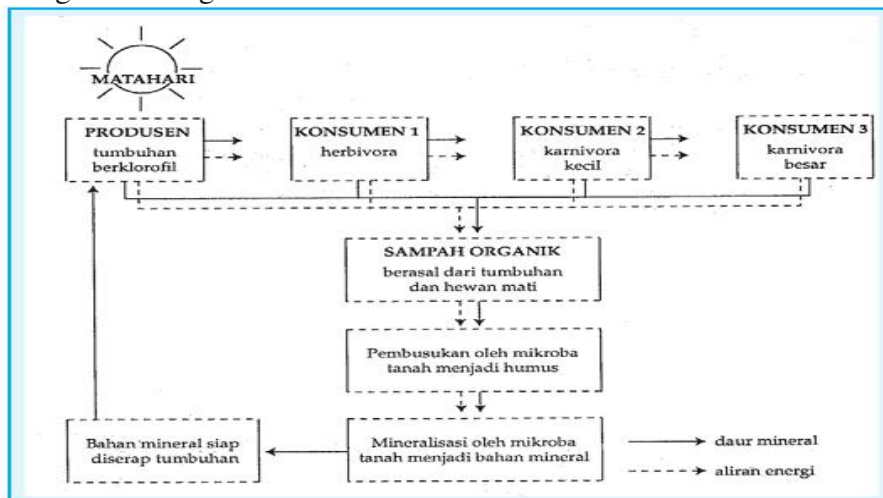 MATAHARI
PRODUSEN
tumbuhan
berklorofil
KONSUMEN 1
herbivora
KONSUMEN 2
karnivora
kecil
KONSUMEN 3
karnivora
besar
SAMPAH ORGANIK
berasal dari tumbuhan
dan hewan mati
Pembusukan oleh mikroba
tanah menjadi humus
Mineralisasi oleh mikroba
tanah menjadi bahan mineral
Bahan mineral siap
diserap tumbuhan
daur mineral
aliran energi